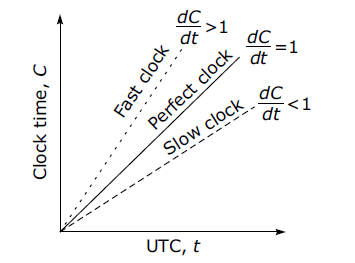 dC/dt >1
dC/dt =1
dC/dt <1
Fast clock
Perfect clock
Slow clock
Clock time, C
UTC, t